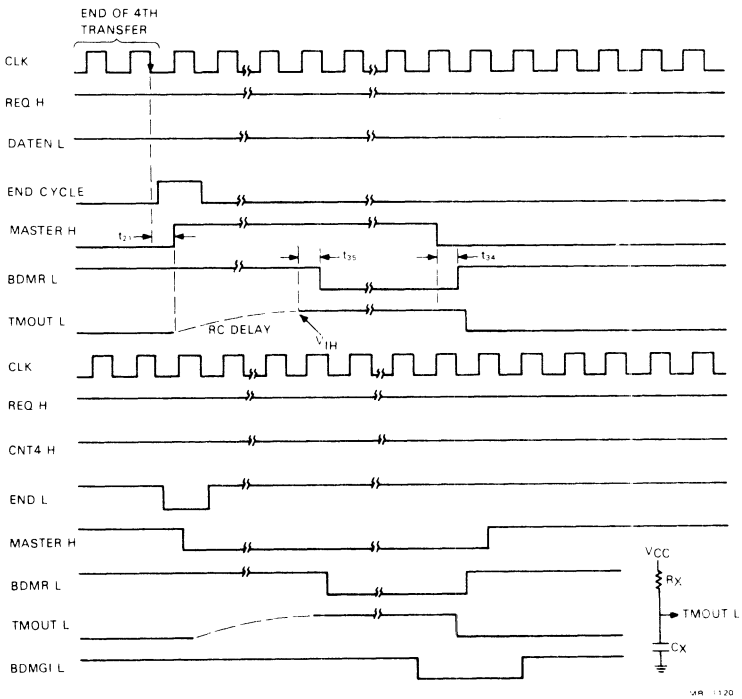 END OF 4TH
TRANSFER
CLK
REQ H
DATEN L
END CYCLE
MASTER H
t21
BDMR L
t35
t34
TMOUT L
RC DELAY
VIH
CLK
REQ H
CNT4 H
END L
MASTER H
BDMR L
TMOUT L
BDMGI L
VCC
RX
TMOUT L
CX